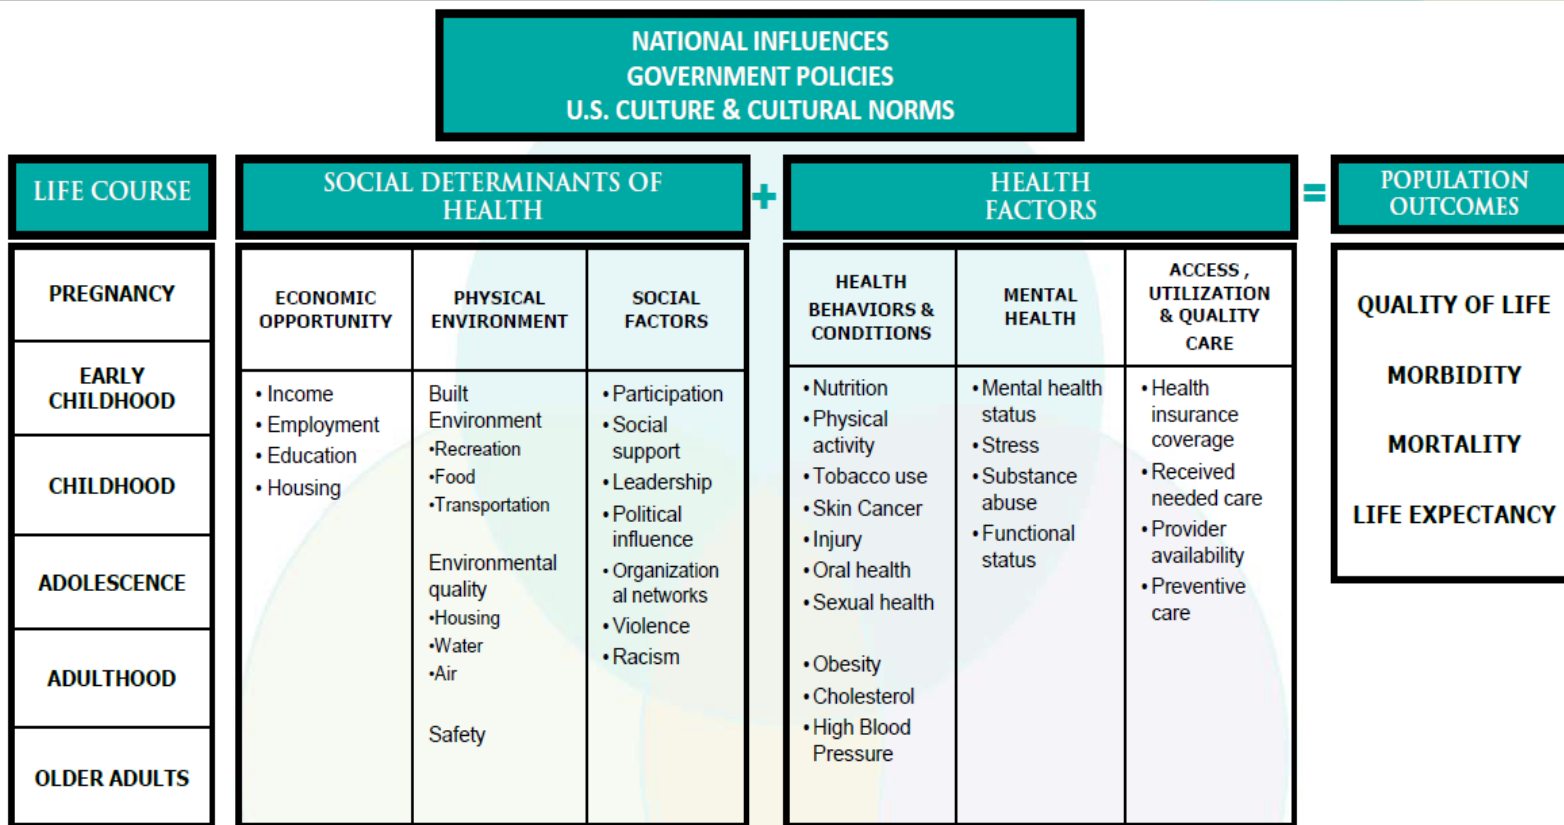 NATIONAL INFLUENCES
GOVERNMENT POLICIES
U.S. CULTURE & CULTURAL NORMS
LIFE COURSE
PREGNANCY
EARLY
CHILDHOOD
CHILDHOOD
ADOLESCENCE
ADULTHOOD
OLDER ADULTS
SOCIAL DETERMINANTS OF
HEALTH
ECONOMIC
OPPORTUNITY
• Income
• Employment
• Education
• Housing
PHYSICAL
ENVIRONMENT
Built
Environment
•Recreation
•Food
•Transportation
Environmental
quality
•Housing
•Water
•Air
Safety
SOCIAL
FACTORS
• Participation
• Social
support
• Leadership
• Political
influence
• Organization
al networks
• Violence
• Racism
+
HEALTH
FACTORS
HEALTH
BEHAVIORS &
CONDITIONS
• Nutrition
• Physical
activity
• Tobacco use
• Skin Cancer
• Injury
• Oral health
• Sexual health
• Obesity
• Cholesterol
• High Blood
Pressure
MENTAL
HEALTH
• Mental health
status
• Stress
• Substance
abuse
• Functional
status
ACCESS ,
UTILIZATION
& QUALITY
CARE
• Health
insurance
coverage
• Received
needed care
• Provider
availability
• Preventive
care
=
POPULATION
OUTCOMES
QUALITY OF LIFE
MORBIDITY
MORTALITY
LIFE EXPECTANCY